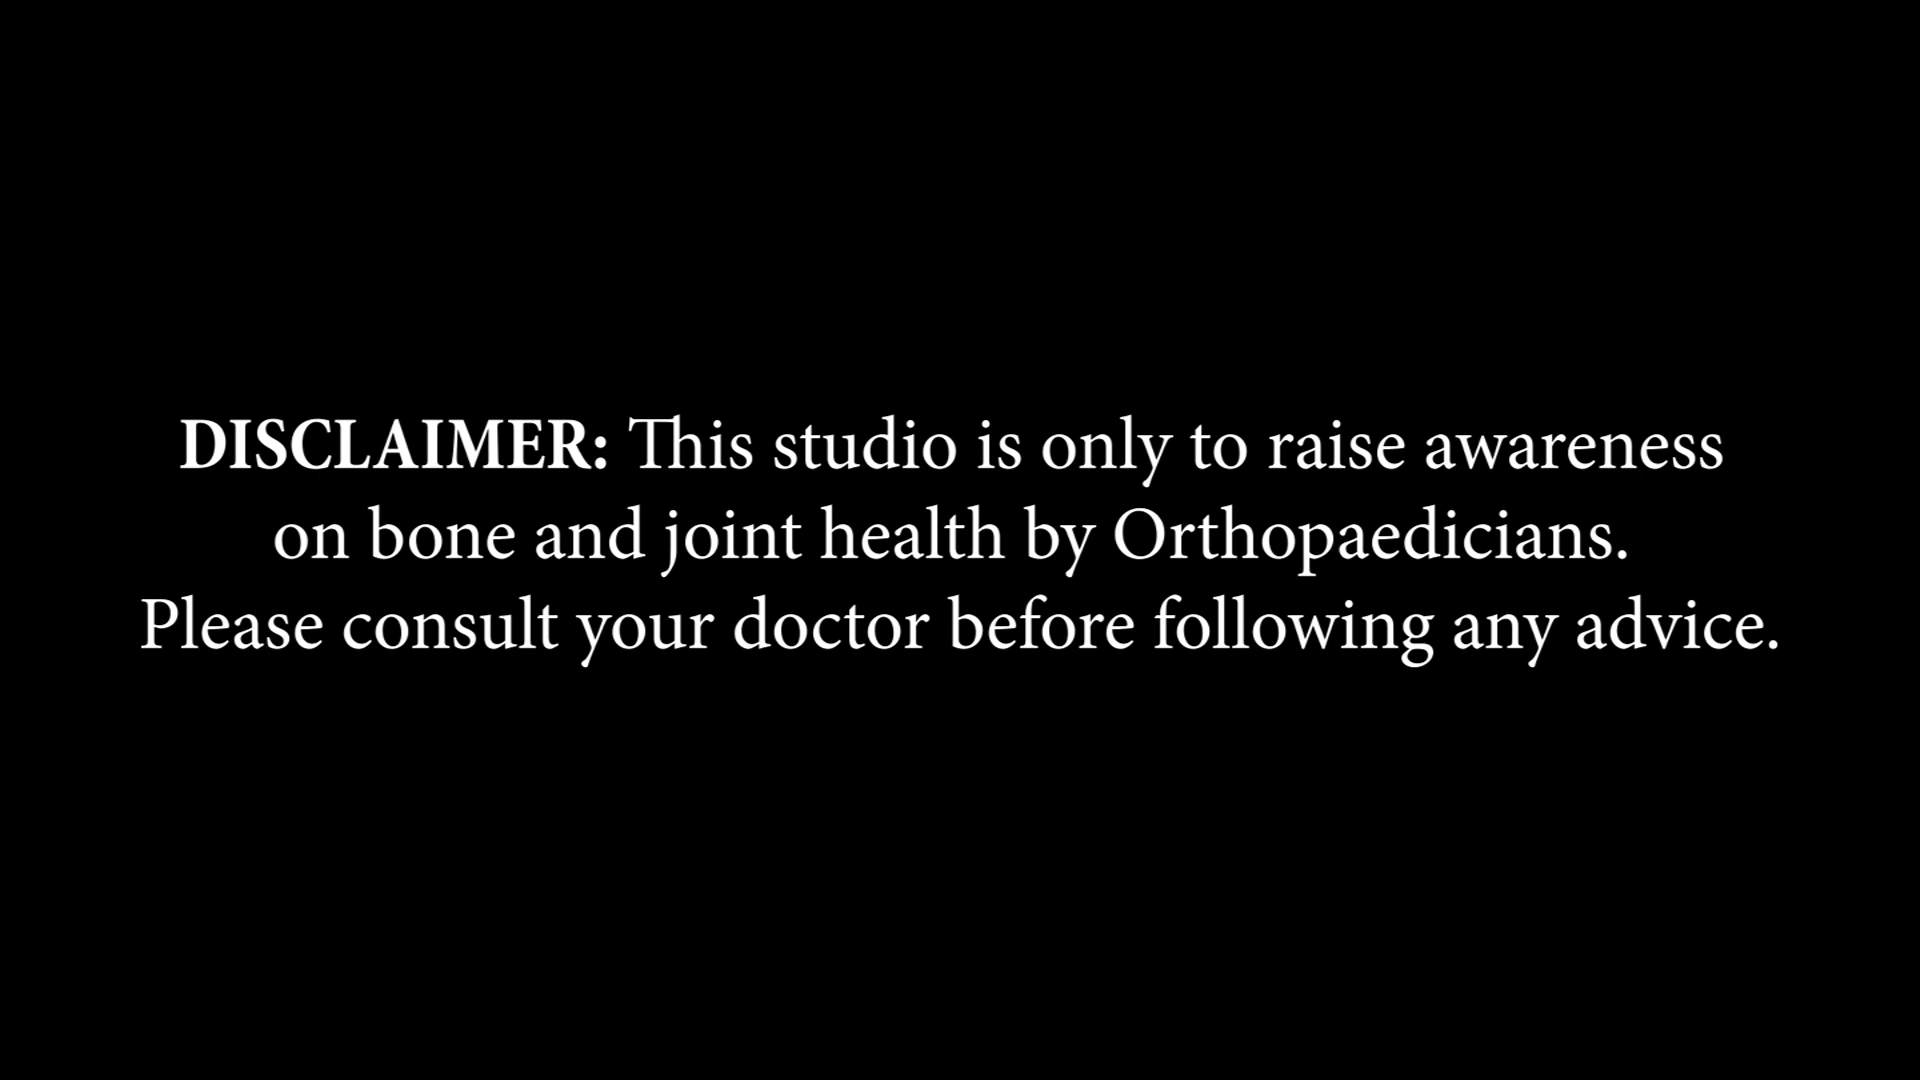 DISCLAIMER: This studio is only to raise awareness
on bone and joint health by Orthopaedicians.
Please consult your doctor before following any advice.